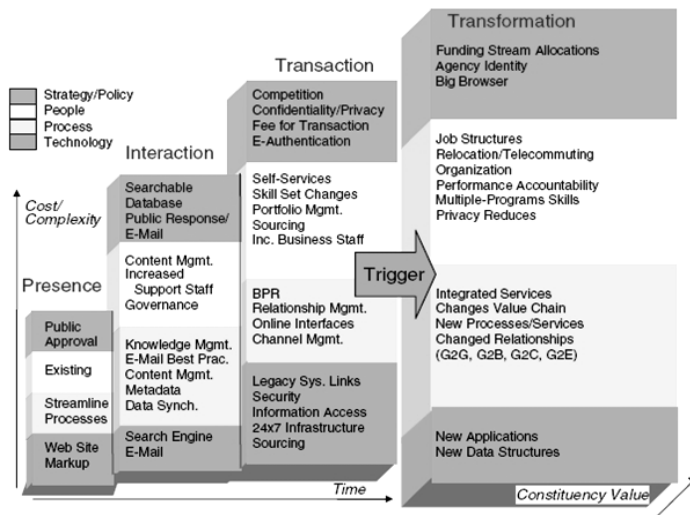 Transformation
Funding Stream Allocations
Agency Identity
Big Browser
Transaction
Strategy/Policy
People
Process
Technology
Competition
Confidentiality/Privacy
Fee for Transaction
E-Authentication
Interaction
Job Structures
Relocation/Telecommuting
Organization
Performance Accountability
Multiple-Programs Skills
Privacy Reduces
Cost/
Complexity
Searchable
Database
Public Response/
E-Mail
Self-Services
Skill Set Changes
Portfolio Mgmt.
Sourcing
Inc. Business Staff
Content Mgmt.
Increased
Support Staff
Governance
Trigger
Presence
Public
Approval
BPR
Relationship Mgmt.
Online Interfaces
Channel Mgmt.
Integrated Services
Changes Value Chain
New Processes/Services
Changed Relationships
(G2G, G2B, G2C, G2E)
Existing
Knowledge Mgmt.
E-Mail Best Prac.
Content Mgmt.
Metadata
Data Synch.
Streamline
Processes
Legacy Sys. Links
Security
Information Access
24x7 Infrastructure
Sourcing
Web Site
Markup
Search Engine
E-Mail
New Applications
New Data Structures
Time
Constituency Value